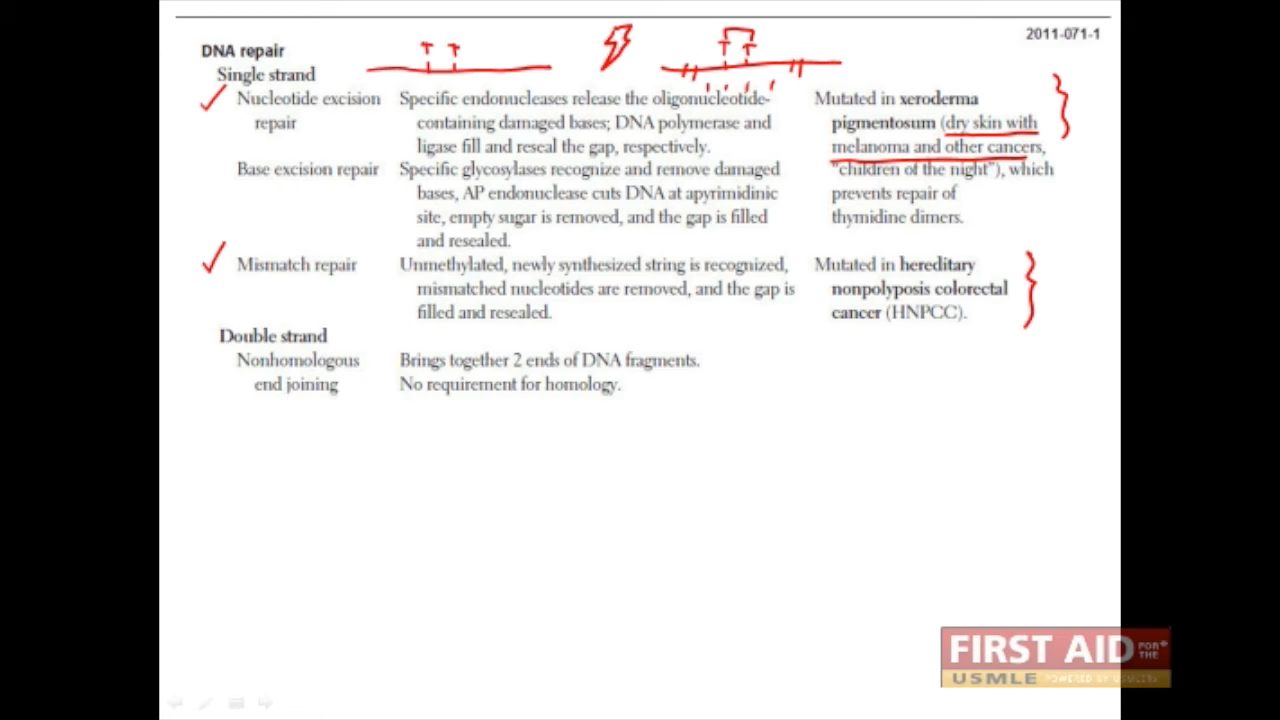 2011-071-1
DNA repair
T T
T T
Single strand
Nucleotide excision repair
Specific endonucleases release the oligonucleotide-
containing damaged bases; DNA polymerase and
ligase fill and reseal the gap, respectively.
Mutated in xeroderma
pigmentosum (dry skin with
melanoma and other cancers,
"children of the night"), which
prevents repair of
thymidine dimers.
Base excision repair
Specific glycosylases recognize and remove damaged
bases, AP endonuclease cuts DNA at apyrimidinic
site, empty sugar is removed, and the gap is filled
and resealed.
Mismatch repair
Unmethylated, newly synthesized string is recognized,
mismatched nucleotides are removed, and the gap is
filled and resealed.
Mutated in hereditary
nonpolyposis colorectal
cancer (HNPCC).
Double strand
Nonhomologous
end joining
Brings together 2 ends of DNA fragments.
No requirement for homology.
FIRST AID FOR THE
USMLE POWERED BY USMLERX